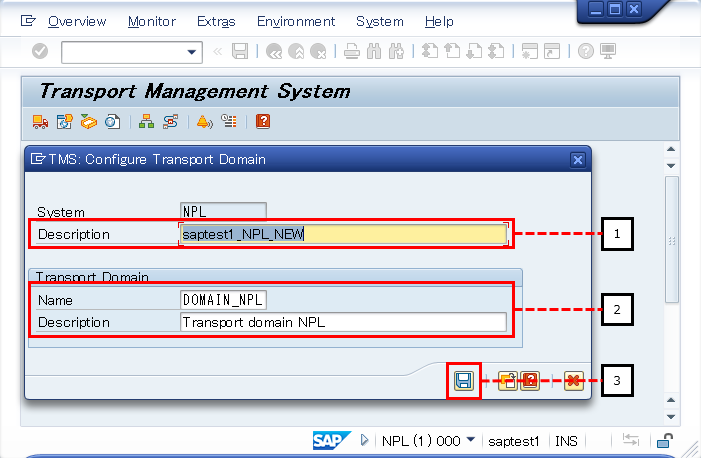 Overview Monitor Extras Environment System Help
Transport Management System
TMS: Configure Transport Domain
System NPL
Description saptest1_NPL_NEW
1
Transport Domain
Name DOMAIN_NPL
2
Description Transport domain NPL
3
SAP NPL (1) 000 saptest1 INS